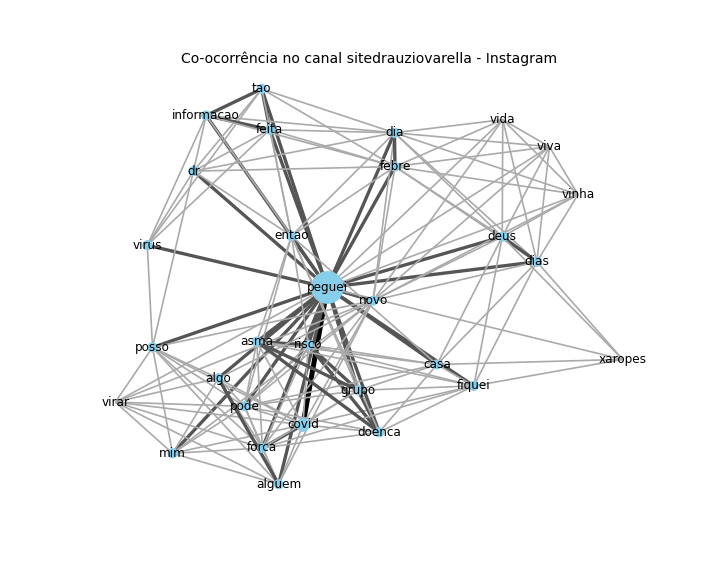 Co-ocorrência no canal sitedrauziovarella - Instagram
tao
informacao
feita
dia
vida
viva
febre
dr
vinha
entao
deus
virus
dias
peguei
novo
asma
risco
posso
xaropes
casa
algo
fiquei
grupo
virar
pode
covid
doenca
forca
mim
alguem